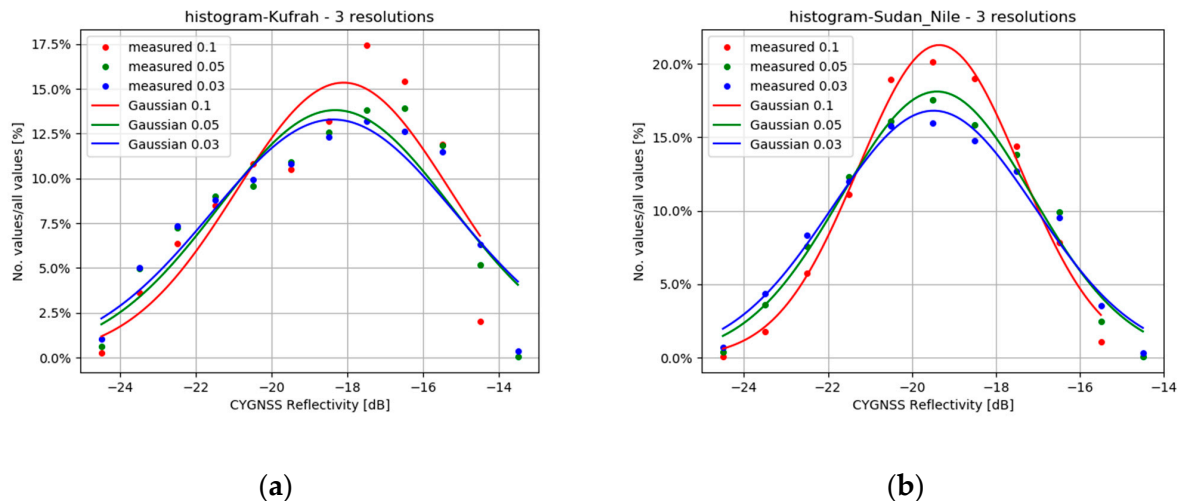 histogram-Kufrah - 3 resolutions
17.5%
15.0%
12.5%
10.0%
7.5%
5.0%
2.5%
0.0%
No. values/all values [%]
measured 0.1
measured 0.05
measured 0.03
Gaussian 0.1
Gaussian 0.05
Gaussian 0.03
−24 −22 −20 −18 −16 −14
CYGNSS Reflectivity [dB]
(a)
histogram-Sudan_Nile - 3 resolutions
20.0%
15.0%
10.0%
5.0%
0.0%
No. values/all values [%]
measured 0.1
measured 0.05
measured 0.03
Gaussian 0.1
Gaussian 0.05
Gaussian 0.03
−24 −22 −20 −18 −16 −14
CYGNSS Reflectivity [dB]
(b)